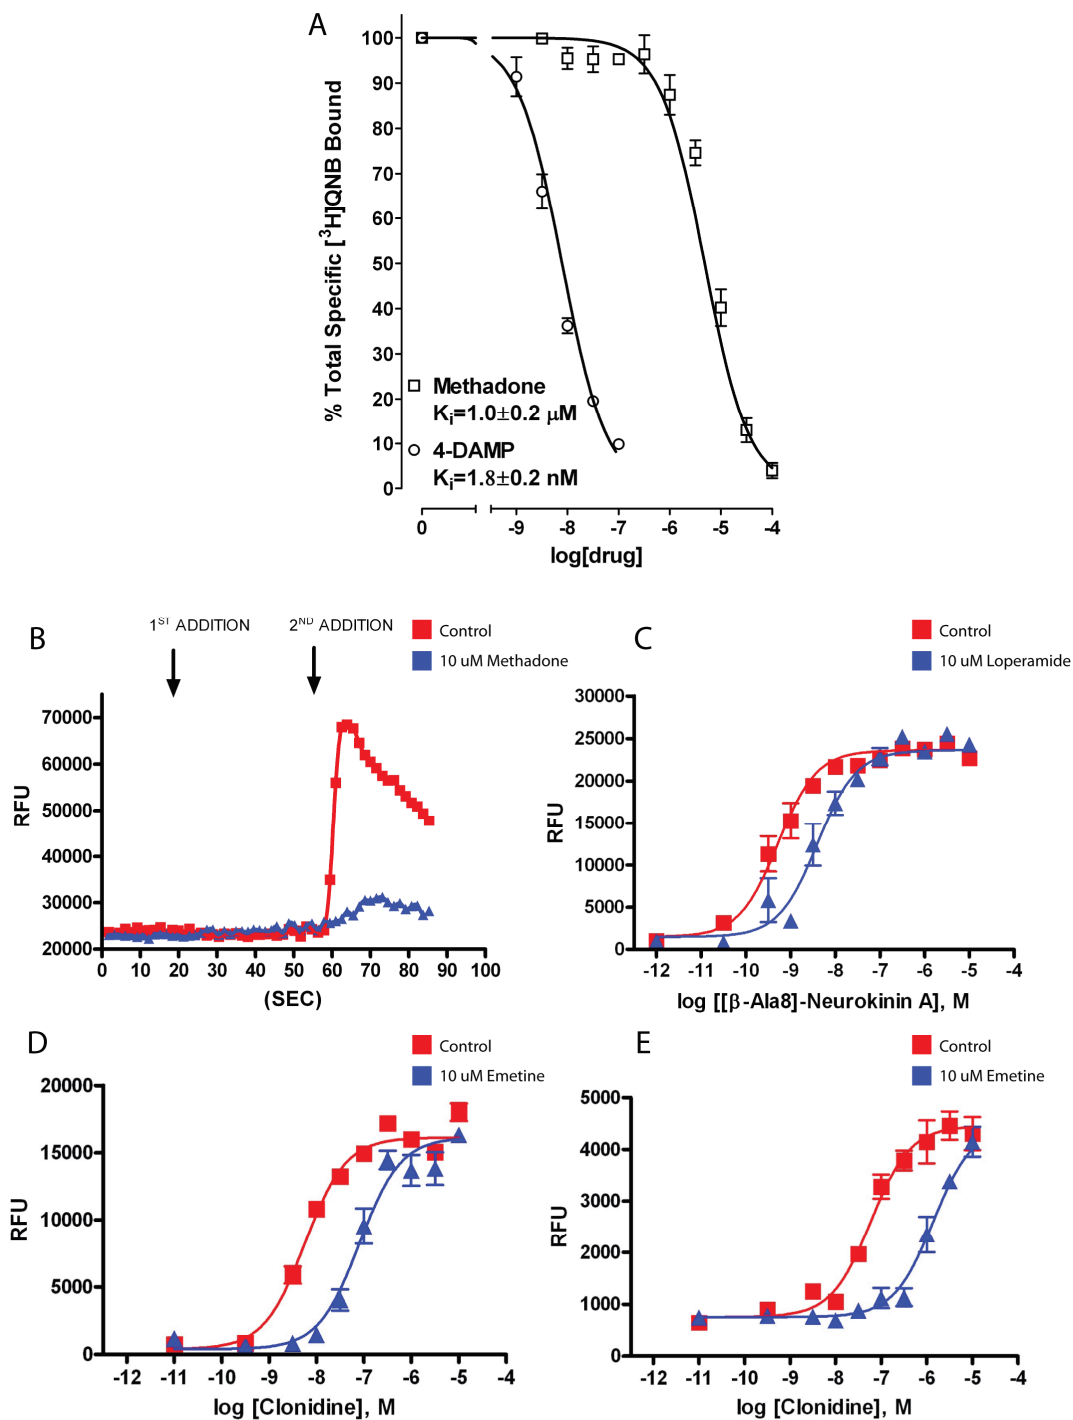 A
% Total Specific [³H]QNB Bound
100
90
80
70
60
50
40
30
20
10
0
Methadone
Ki=1.0±0.2 μM
4-DAMP
Ki=1.8±0.2 nM
0 -9 -8 -7 -6 -5 -4
log[drug]
B
1ST ADDITION
2ND ADDITION
Control
10 uM Methadone
RFU
70000
60000
50000
40000
30000
20000
0 10 20 30 40 50 60 70 80 90 100
(SEC)
C
Control
10 uM Loperamide
RFU
30000
25000
20000
15000
10000
5000
0
-12 -11 -10 -9 -8 -7 -6 -5 -4
log [[β-Ala8]-Neurokinin A], M
D
Control
10 uM Emetine
RFU
20000
15000
10000
5000
0
-12 -11 -10 -9 -8 -7 -6 -5 -4
log [Clonidine], M
E
Control
10 uM Emetine
RFU
5000
4000
3000
2000
1000
0
-12 -11 -10 -9 -8 -7 -6 -5 -4
log [Clonidine], M